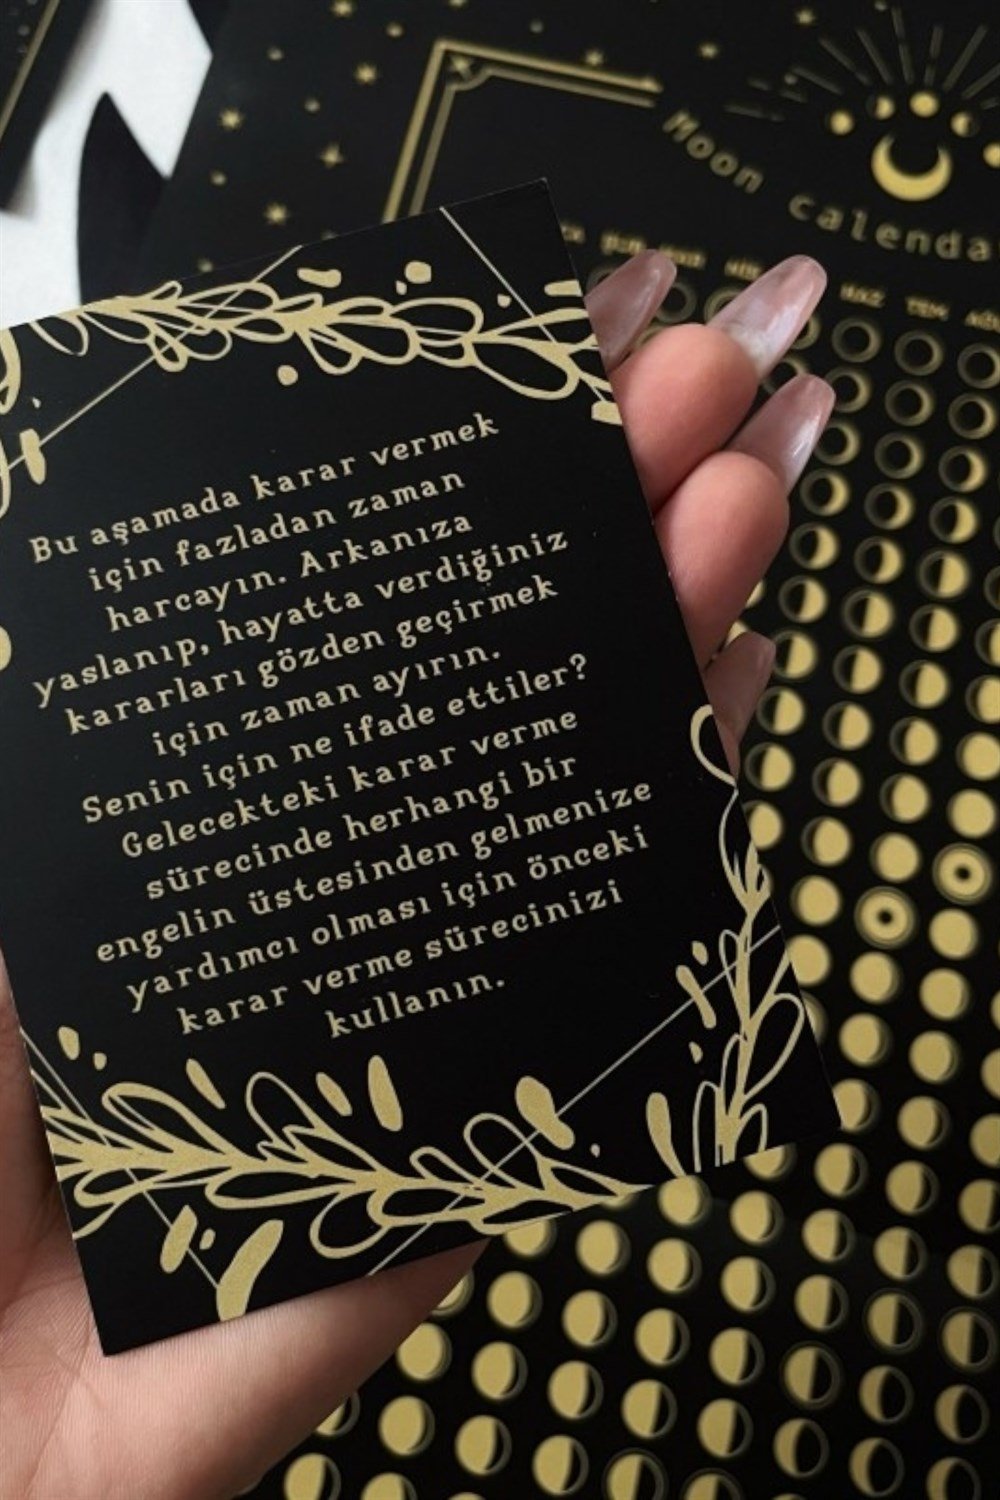 Moon calenda
HAZ TEM
Bu aşamada karar vermek
için fazladan zaman
harcayın. Arkanıza
yaslanıp, hayatta verdiğiniz
kararları gözden geçirmek
için zaman ayırın.
Senin için ne ifade ettiler?
Gelecekteki karar verme
sürecinde herhangi bir
engelin üstesinden gelmenize
yardımcı olması için önceki
karar verme sürecinizi
kullanın.